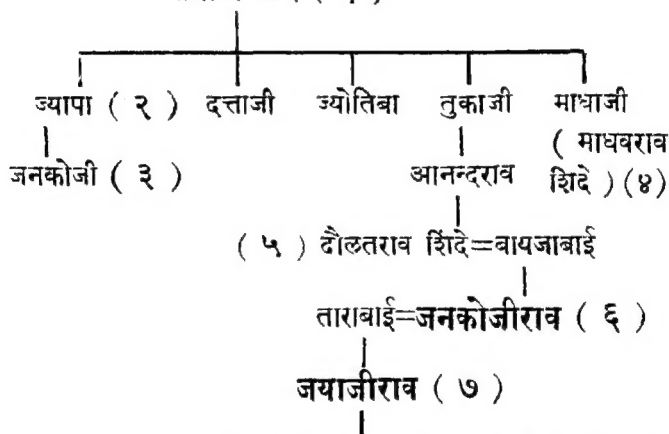 ज्यापा ( २ ) दत्ताजी ज्योतिबा तुकाजी माधाजी
( माधवराव
जनकोजी ( ३ ) आनन्दराव शिदे ) (४)
( ५ ) दौलतराव शिंदे=बायजाबाई
ताराबाई=जनकोजीराव ( ६ )
जयाजीराव ( ७ )